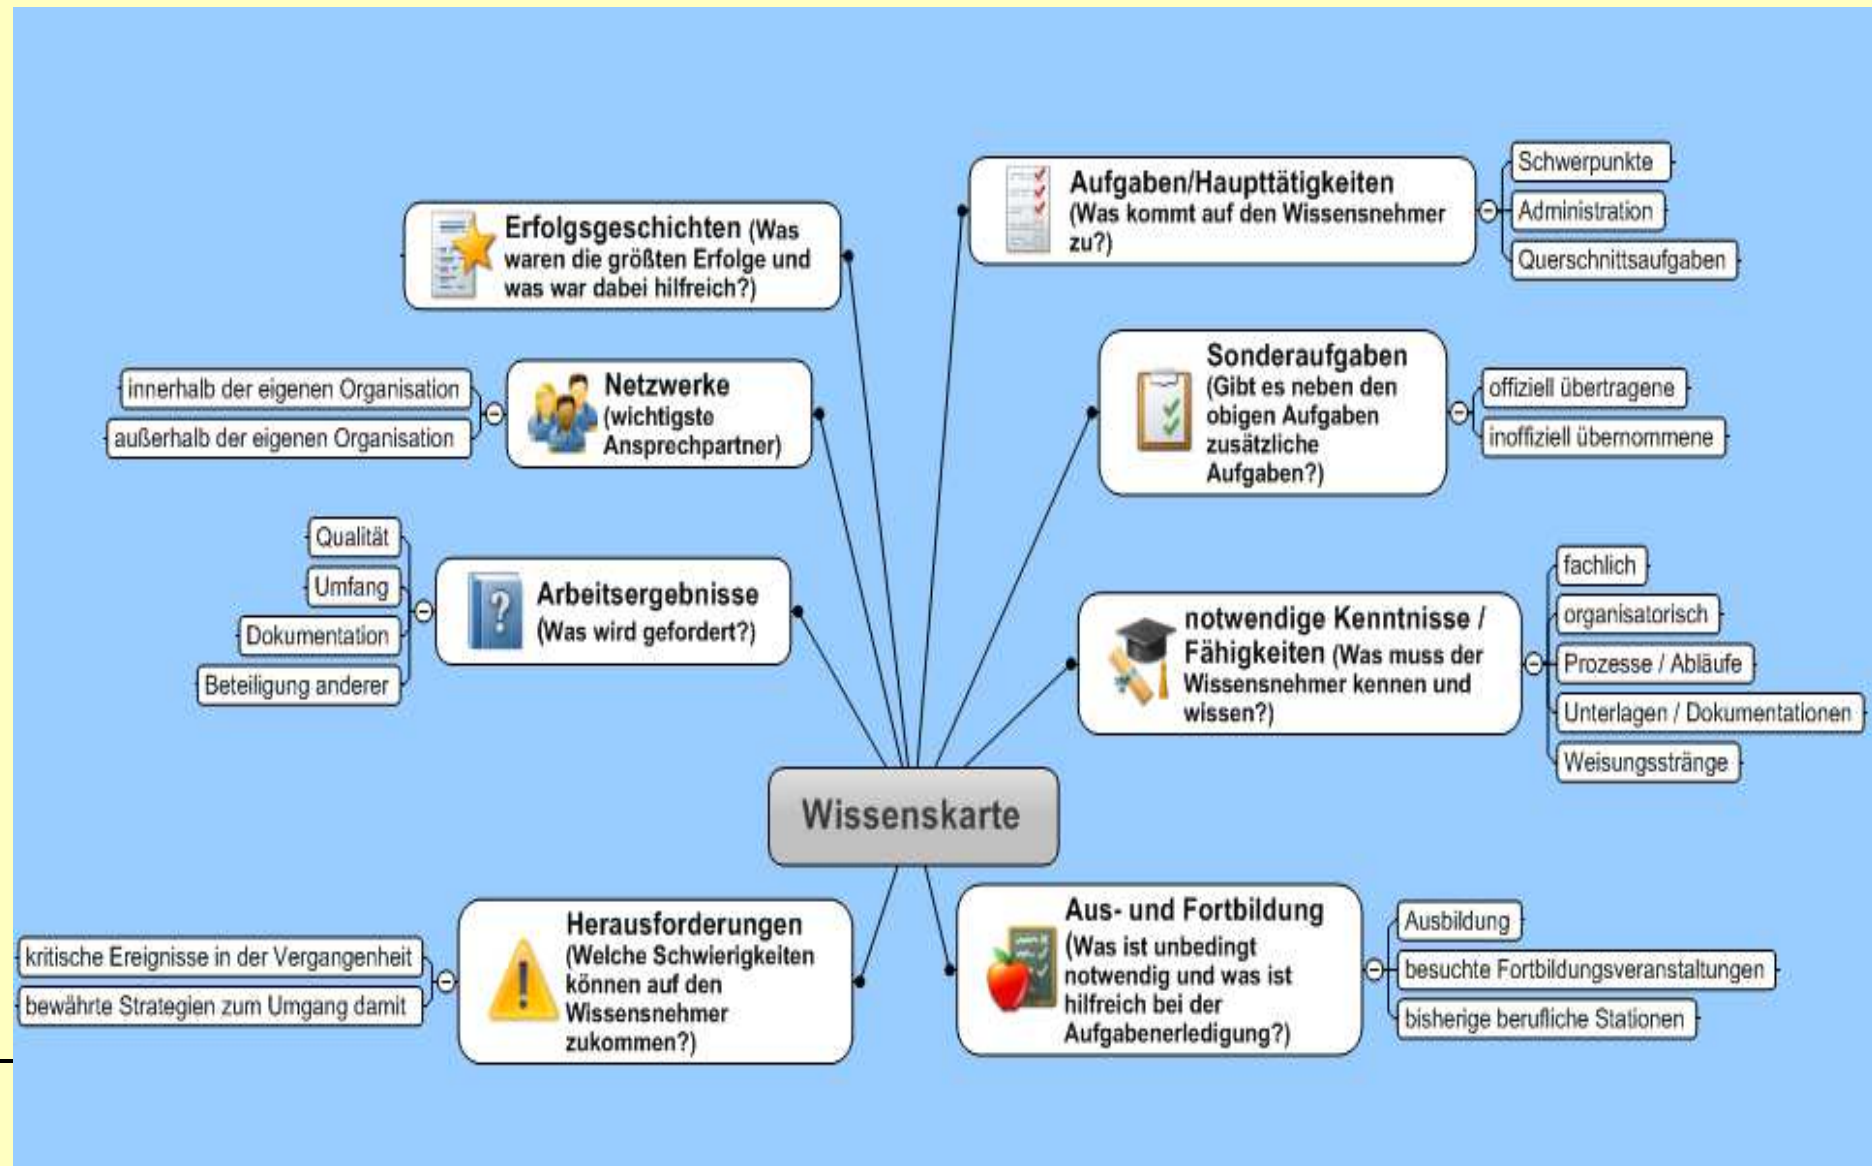 Wissenskarte
Aufgaben/Haupttätigkeiten
(Was kommt auf den Wissensnehmer
zu?)
Schwerpunkte
Administration
Querschnittsaufgaben
Sonderaufgaben
(Gibt es neben den
obigen Aufgaben
zusätzliche
Aufgaben?)
offiziell übertragene
inoffiziell übernommene
notwendige Kenntnisse /
Fähigkeiten (Was muss der
Wissensnehmer kennen und
wissen?)
fachlich
organisatorisch
Prozesse / Abläufe
Unterlagen / Dokumentationen
Weisungsstränge
Aus- und Fortbildung
(Was ist unbedingt
notwendig und was ist
hilfreich bei der
Aufgabenerledigung?)
Ausbildung
besuchte Fortbildungsveranstaltungen
bisherige berufliche Stationen
Erfolgsgeschichten (Was
waren die größten Erfolge und
was war dabei hilfreich?)
Netzwerke
(wichtigste
Ansprechpartner)
innerhalb der eigenen Organisation
außerhalb der eigenen Organisation
Arbeitsergebnisse
(Was wird gefordert?)
Qualität
Umfang
Dokumentation
Beteiligung anderer
Herausforderungen
(Welche Schwierigkeiten
können auf den
Wissensnehmer
zukommen?)
kritische Ereignisse in der Vergangenheit
bewährte Strategien zum Umgang damit